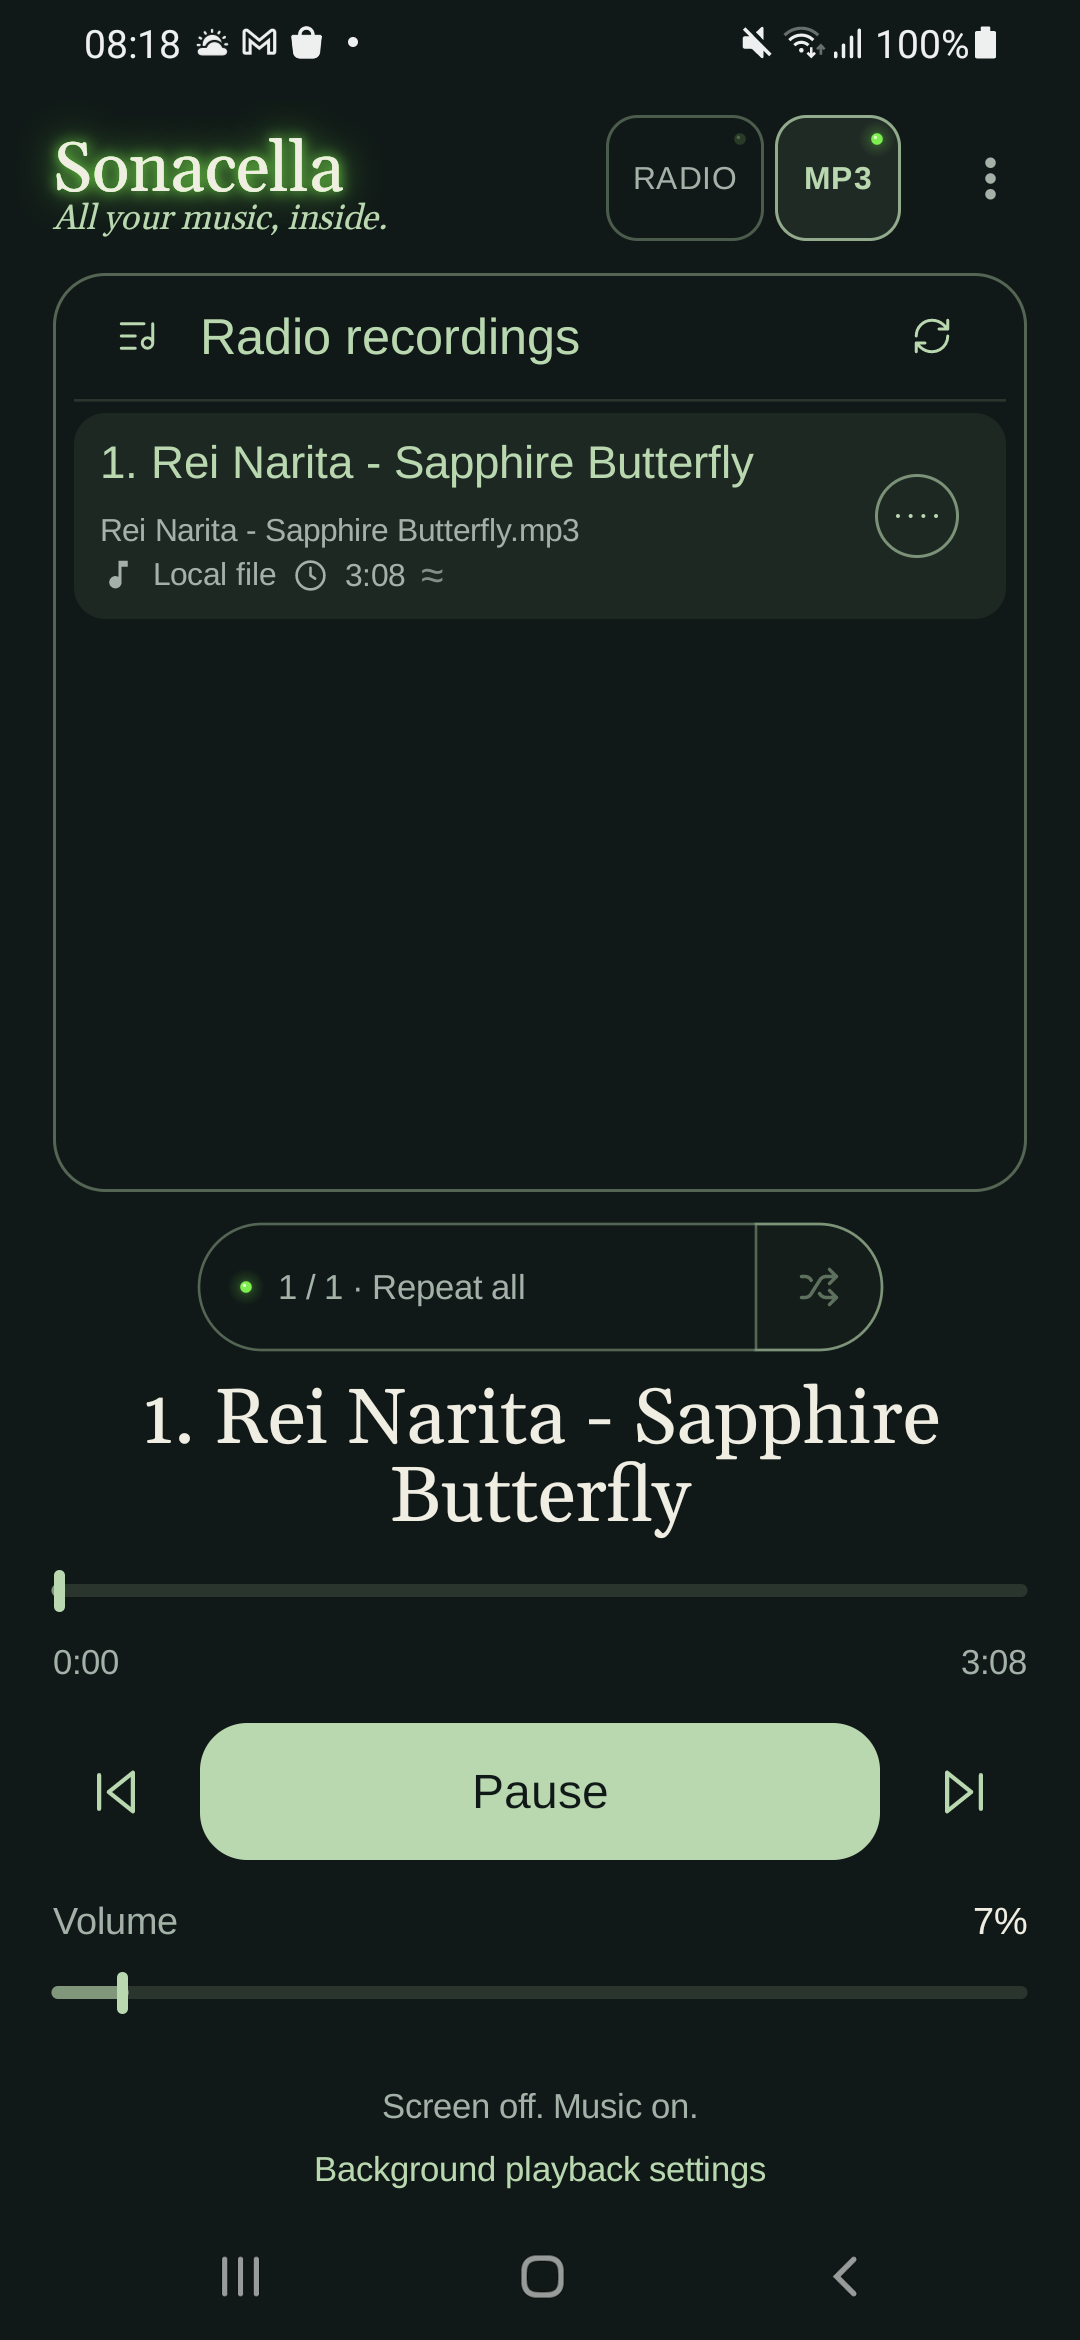 08:18
100%
Sonacella
All your music, inside.
RADIO
MP3
Radio recordings
1. Rei Narita - Sapphire Butterfly
Rei Narita - Sapphire Butterfly.mp3
Local file 3:08 ≈
1 / 1 · Repeat all
1. Rei Narita - Sapphire
Butterfly
0:00
3:08
Pause
Volume
7%
Screen off. Music on.
Background playback settings